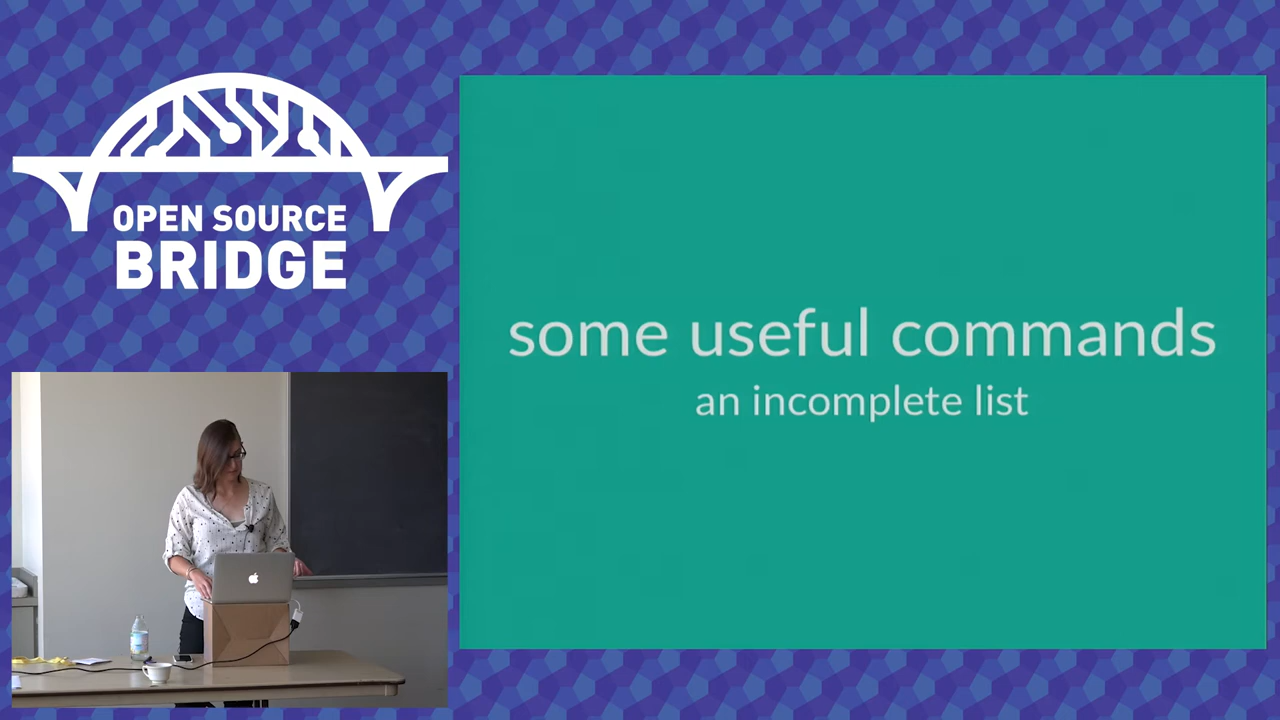 OPEN SOURCE
BRIDGE
some useful commands
an incomplete list